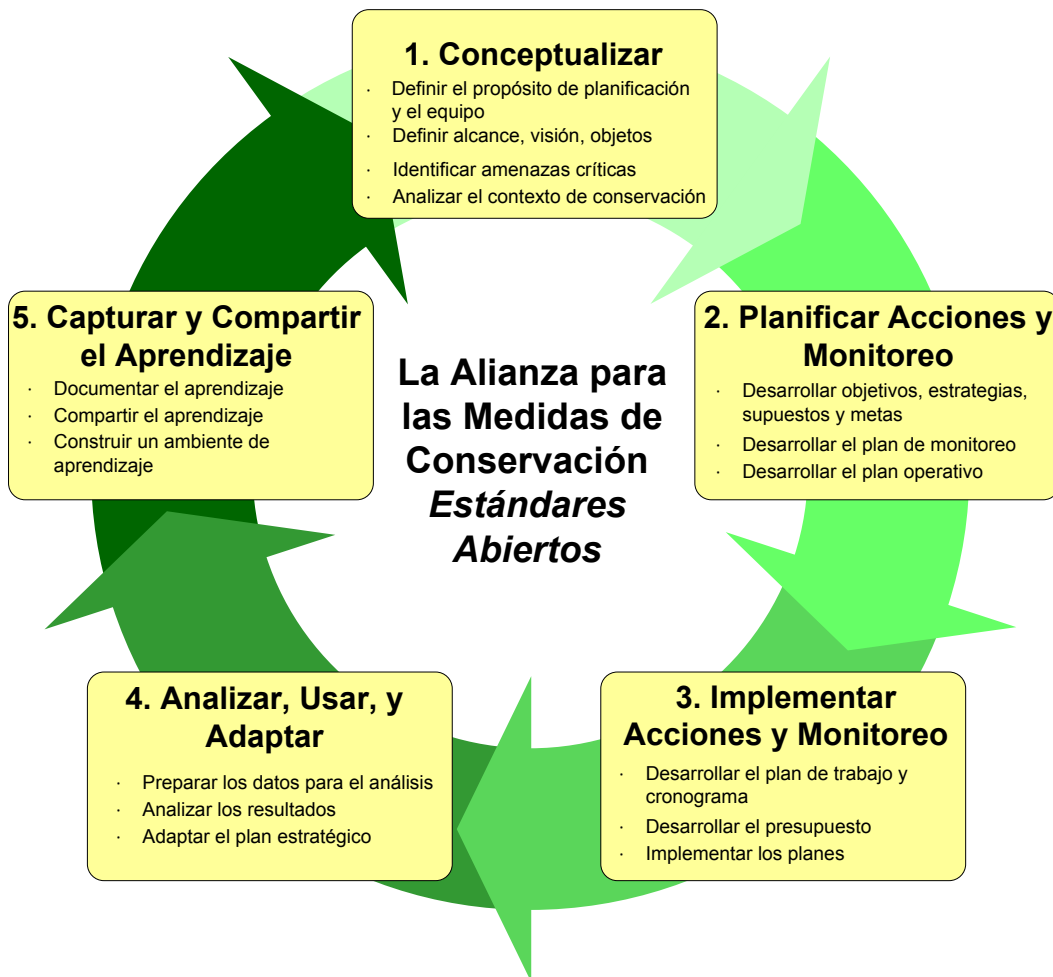 1. Conceptualizar
· Definir el propósito de planificación
y el equipo
· Definir alcance, visión, objetos
· Identificar amenazas críticas
· Analizar el contexto de conservación
2. Planificar Acciones y
Monitoreo
· Desarrollar objetivos, estrategias,
supuestos y metas
· Desarrollar el plan de monitoreo
· Desarrollar el plan operativo
3. Implementar
Acciones y Monitoreo
· Desarrollar el plan de trabajo y
cronograma
· Desarrollar el presupuesto
· Implementar los planes
4. Analizar, Usar, y
Adaptar
· Preparar los datos para el análisis
· Analizar los resultados
· Adaptar el plan estratégico
5. Capturar y Compartir
el Aprendizaje
· Documentar el aprendizaje
· Compartir el aprendizaje
· Construir un ambiente de
aprendizaje
La Alianza para
las Medidas de
Conservación
Estándares
Abiertos